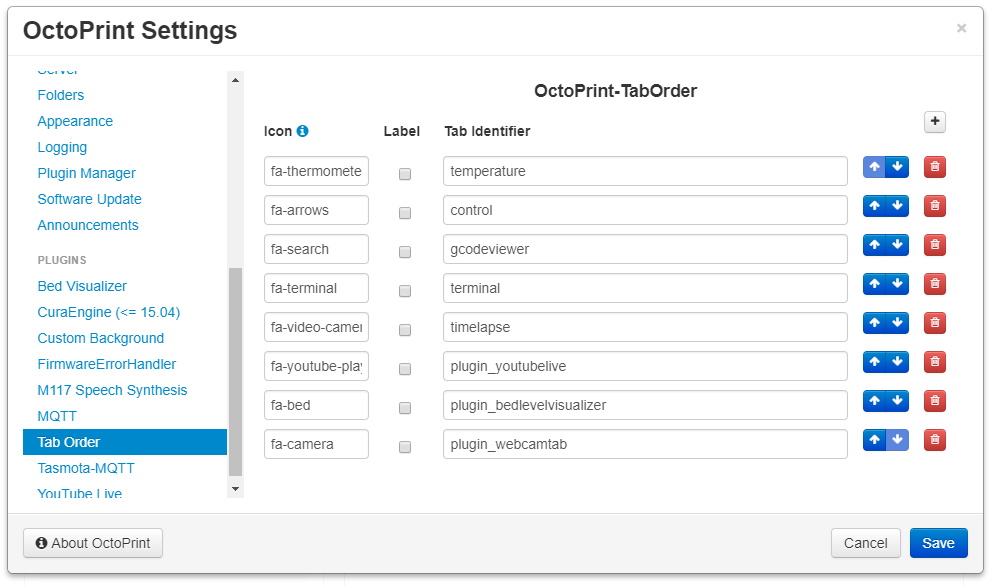 OctoPrint Settings
×
Server
Folders
Appearance
Logging
Plugin Manager
Software Update
Announcements
PLUGINS
Bed Visualizer
CuraEngine (<= 15.04)
Custom Background
FirmwareErrorHandler
M117 Speech Synthesis
MQTT
Tab Order
Tasmota-MQTT
YouTube Live
OctoPrint-TabOrder
Icon Label Tab Identifier
fa-thermomete temperature
fa-arrows control
fa-search gcodeviewer
fa-terminal terminal
fa-video-camer timelapse
fa-youtube-play plugin_youtubelive
fa-bed plugin_bedlevelvisualizer
fa-camera plugin_webcamtab
About OctoPrint
Cancel Save